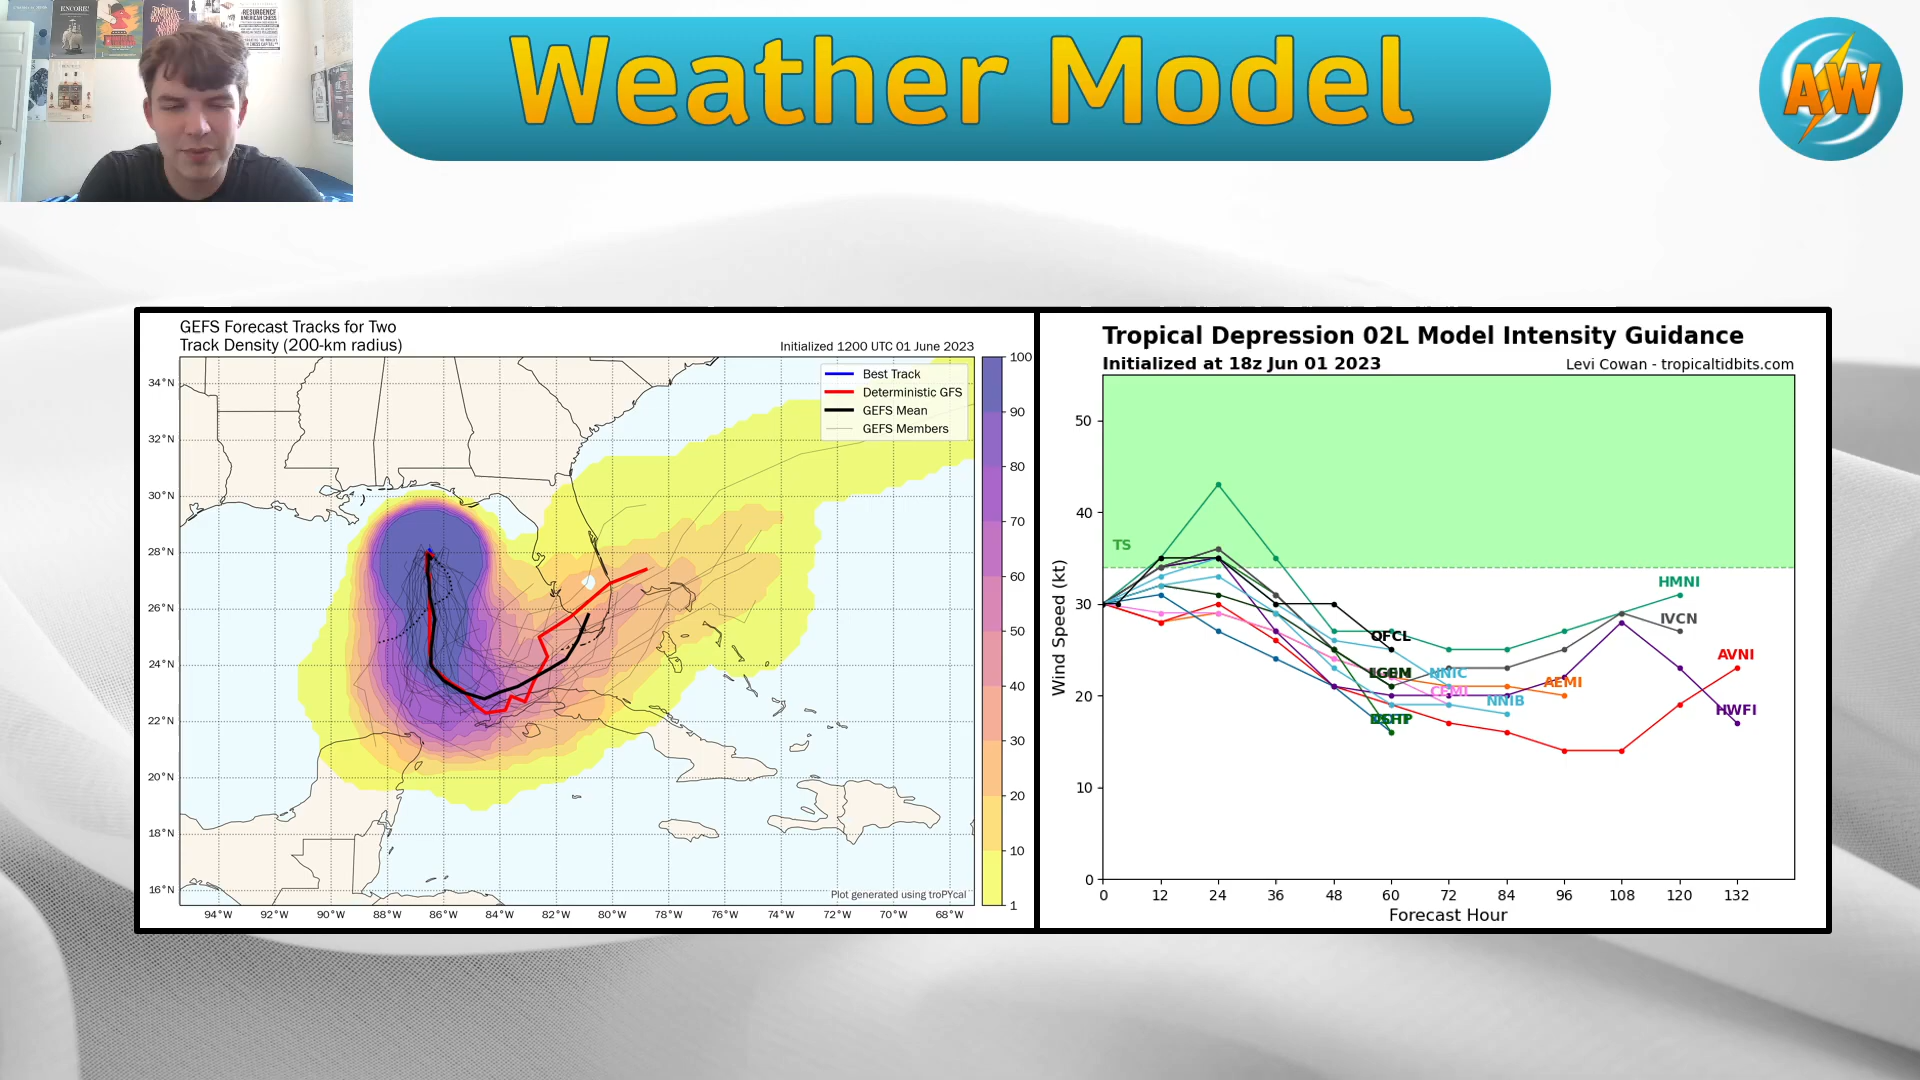 ENCORE!
RESURGENCE
AMERICAN CHESS
Weather Model
AW
GEFS Forecast Tracks for Two
Track Density (200-km radius)
Initialized 1200 UTC 01 June 2023
Best Track
Deterministic GFS
GEFS Mean
GEFS Members
34°N
32°N
30°N
28°N
26°N
24°N
22°N
20°N
18°N
16°N
94°W 92°W 90°W 88°W 86°W 84°W 82°W 80°W 78°W 76°W 74°W 72°W 70°W 68°W
Plot generated using troPYcal
100
90
80
70
60
50
40
30
20
10
1
Tropical Depression 02L Model Intensity Guidance
Initialized at 18z Jun 01 2023
Levi Cowan - tropicaltidbits.com
Wind Speed (kt)
50
40
30
20
10
0
TS
HMNI
IVCN
OFCL
AVNI
NNIC
AEMI
CEMI
NNIB
HWFI
0 12 24 36 48 60 72 84 96 108 120 132
Forecast Hour